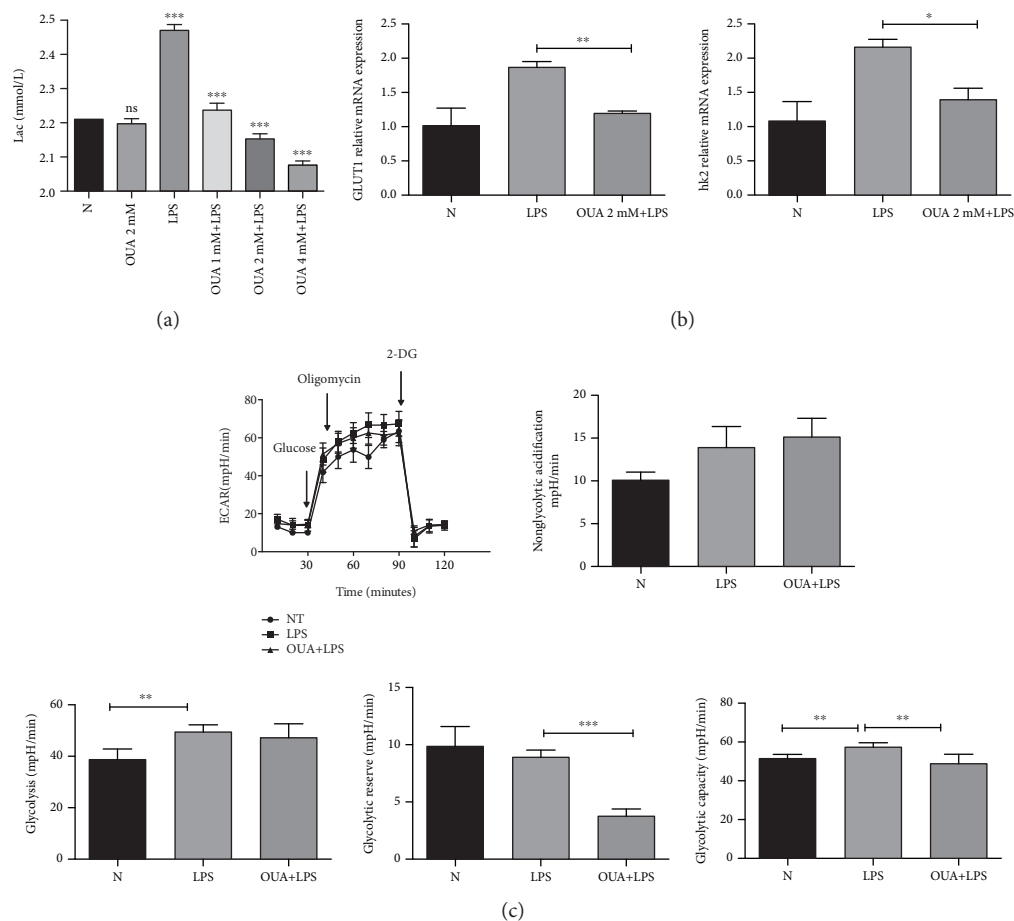 Lac (mmol/L)
2.5
2.4
2.3
2.2
2.1
2.0
ns
***
***
***
***
N
OUA 2 mM
LPS
OUA 1 mM+LPS
OUA 2 mM+LPS
OUA 4 mM+LPS
(a)
GLUT1 relative mRNA expression
2.5
2.0
1.5
1.0
0.5
0.0
**
N
LPS
OUA 2 mM+LPS
hk2 relative mRNA expression
2.5
2.0
1.5
1.0
0.5
0.0
*
N
LPS
OUA 2 mM+LPS
(b)
ECAR(mpH/min)
80
60
40
20
0
Glucose
Oligomycin
2-DG
30
60
90
120
Time (minutes)
NT
LPS
OUA+LPS
Nonglycolytic acidification
mpH/min
20
15
10
5
0
N
LPS
OUA+LPS
Glycolysis (mpH/min)
60
40
20
0
**
N
LPS
OUA+LPS
Glycolytic reserve (mpH/min)
15
10
5
0
***
N
LPS
OUA+LPS
Glycolytic capacity (mpH/min)
80
60
40
20
0
**
**
N
LPS
OUA+LPS
(c)